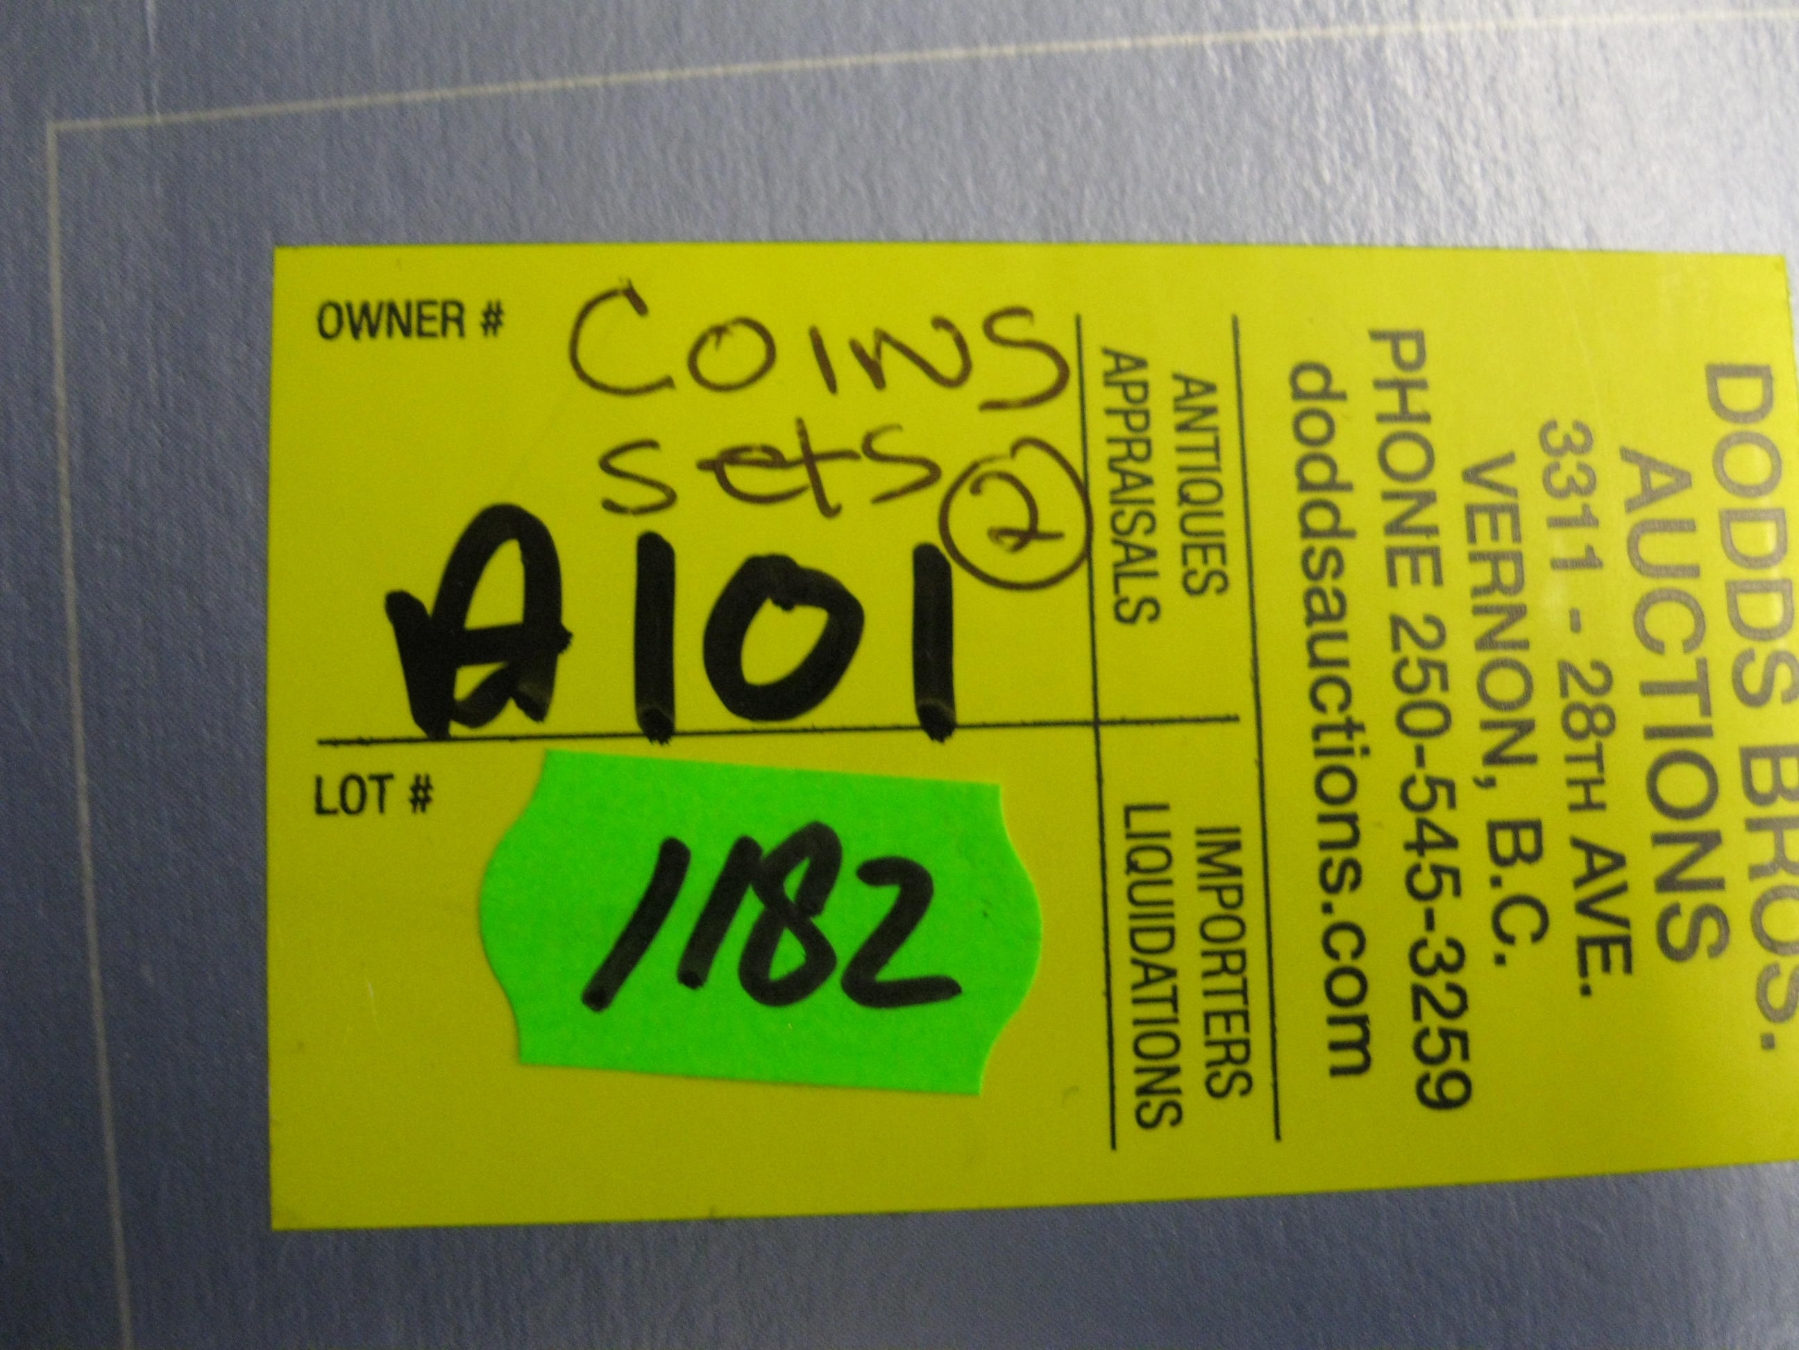 DODDS BROS.
AUCTIONS
3311 - 28TH AVE.
VERNON, B.C.
PHONE 250-545-3259
doddsauctions.com
ANTIQUES
APPRAISALS
IMPORTERS
LIQUIDATIONS
OWNER #
COINS
sets 2
A101
LOT #
1182